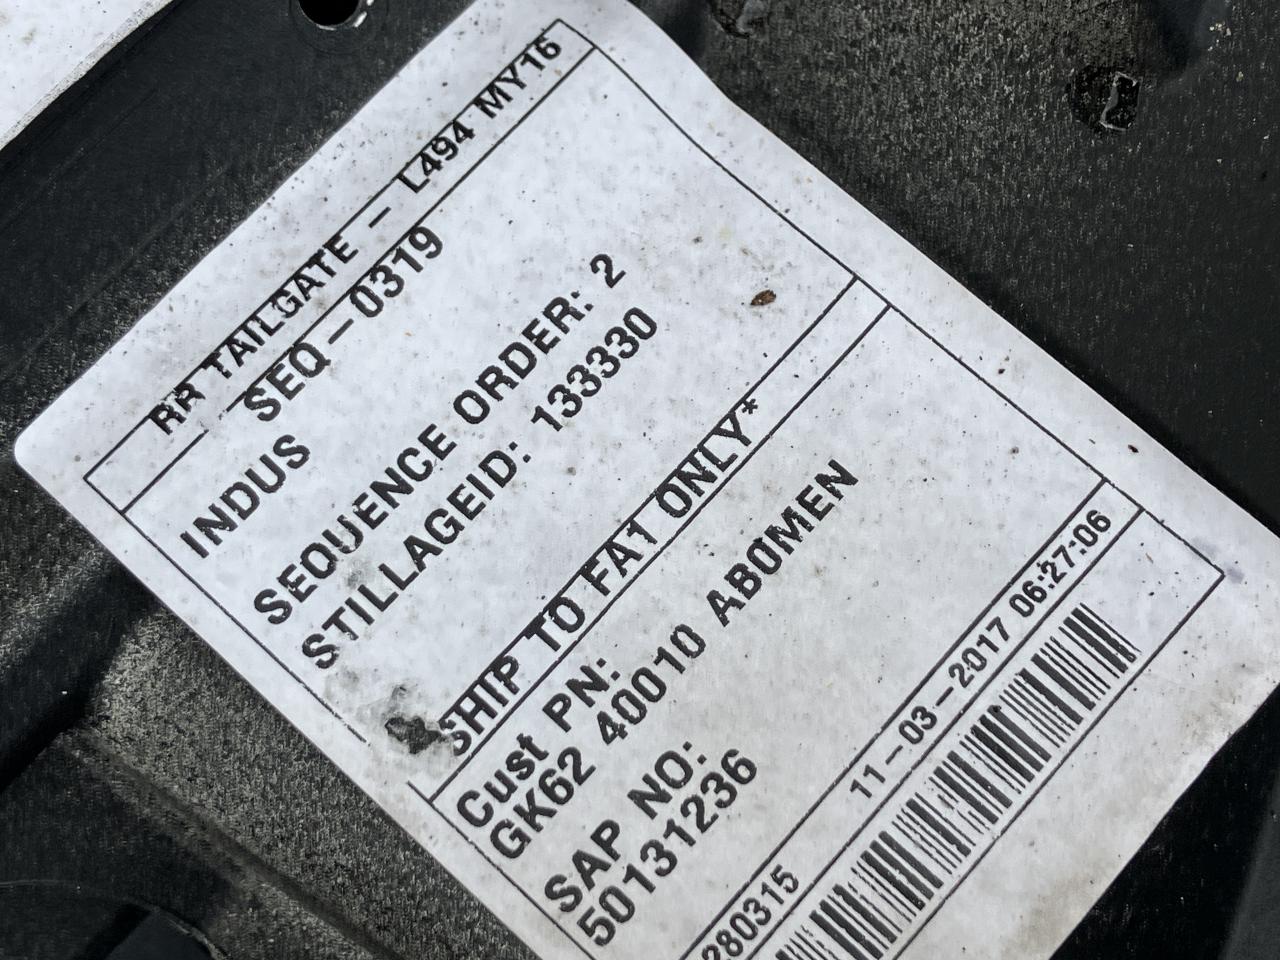 RR TAILGATE - L494 MY16
SEQ-0319
INDUS
SEQUENCE ORDER: 2
STILLAGEID: 133330
SHIP TO FA1 ONLY*
Cust PN:
GK62 40010 ABOMEN
SAP NO:
50131236
280315 11-03-2017 06:27:06